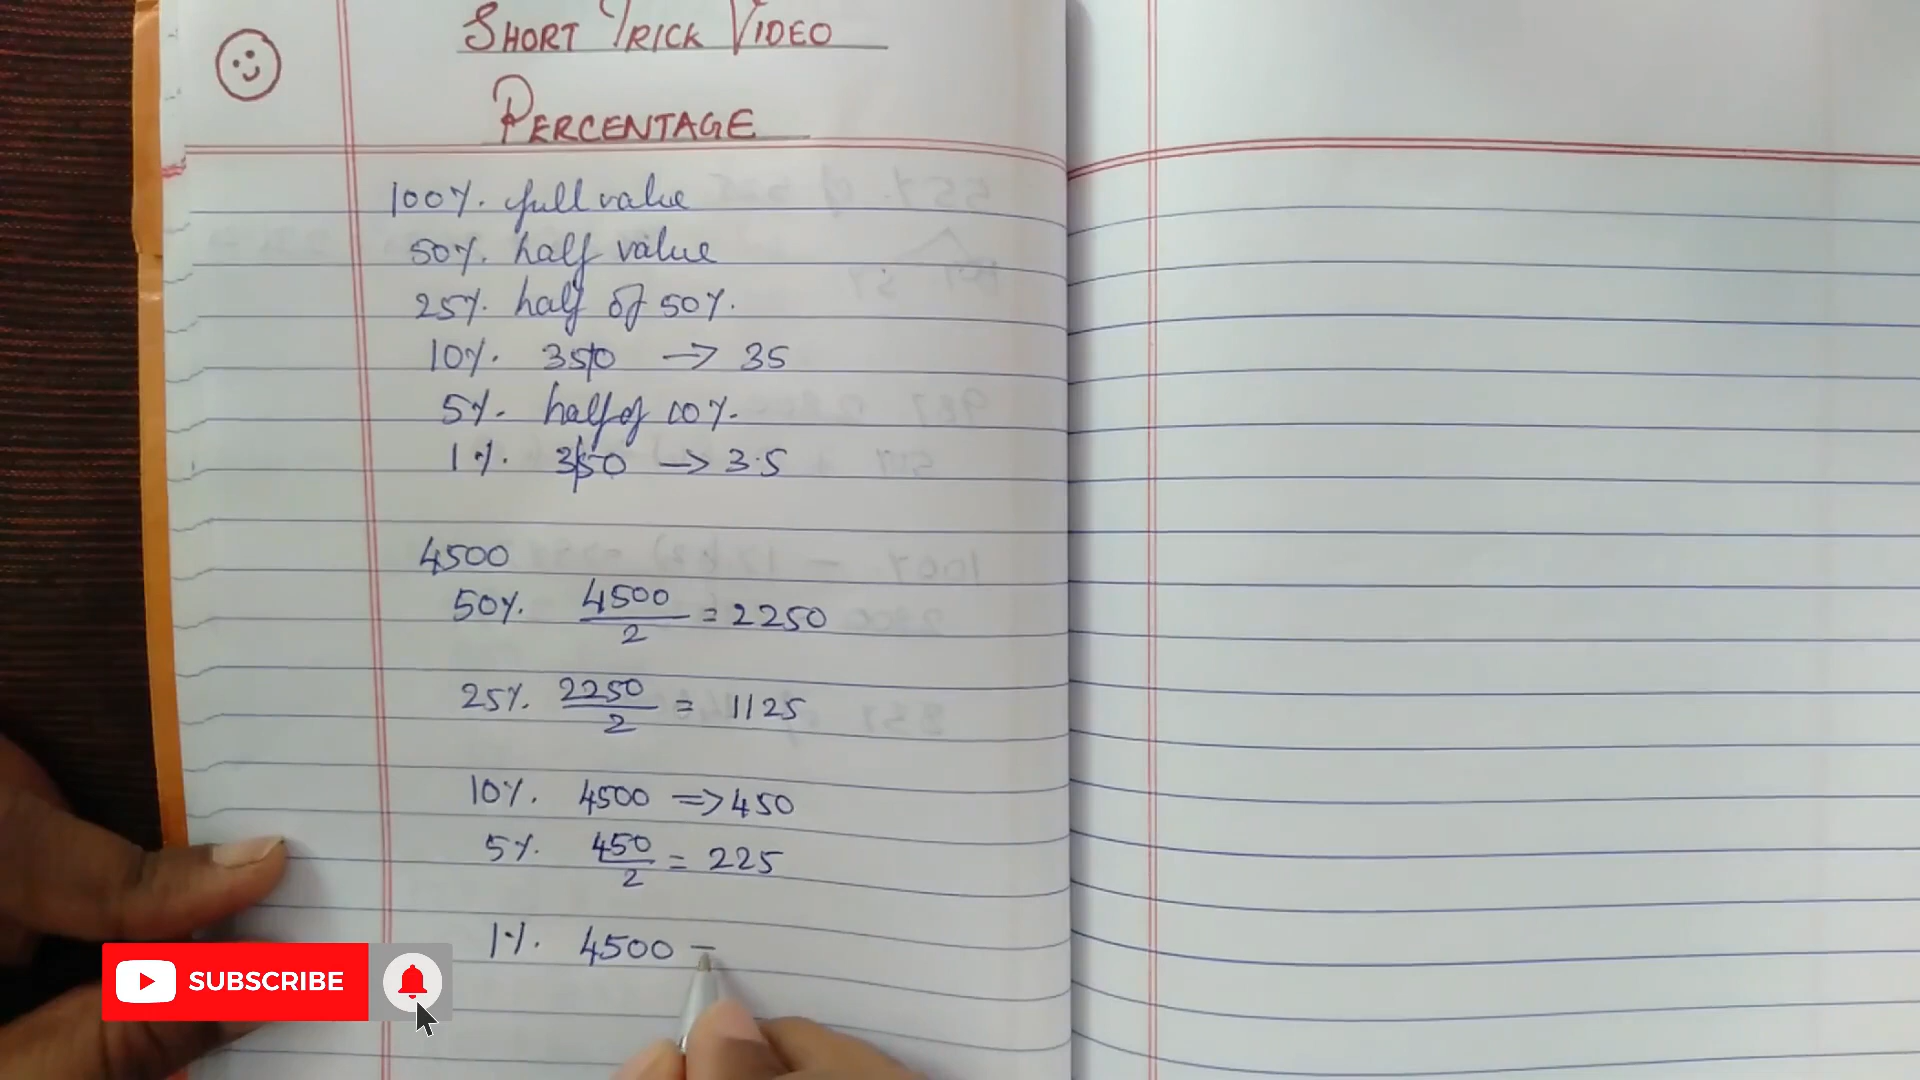 SHORT TRICK VIDEO
PERCENTAGE
100%. full value
50%. half value
25%. half of 50%.
10%. 350 → 35
5%. half of 10%.
1%. 350 → 3.5
4500
50%. 4500/2 = 2250
25%. 2250/2 = 1125
10%. 4500 => 450
5%. 450/2 = 225
1%. 4500 -
SUBSCRIBE